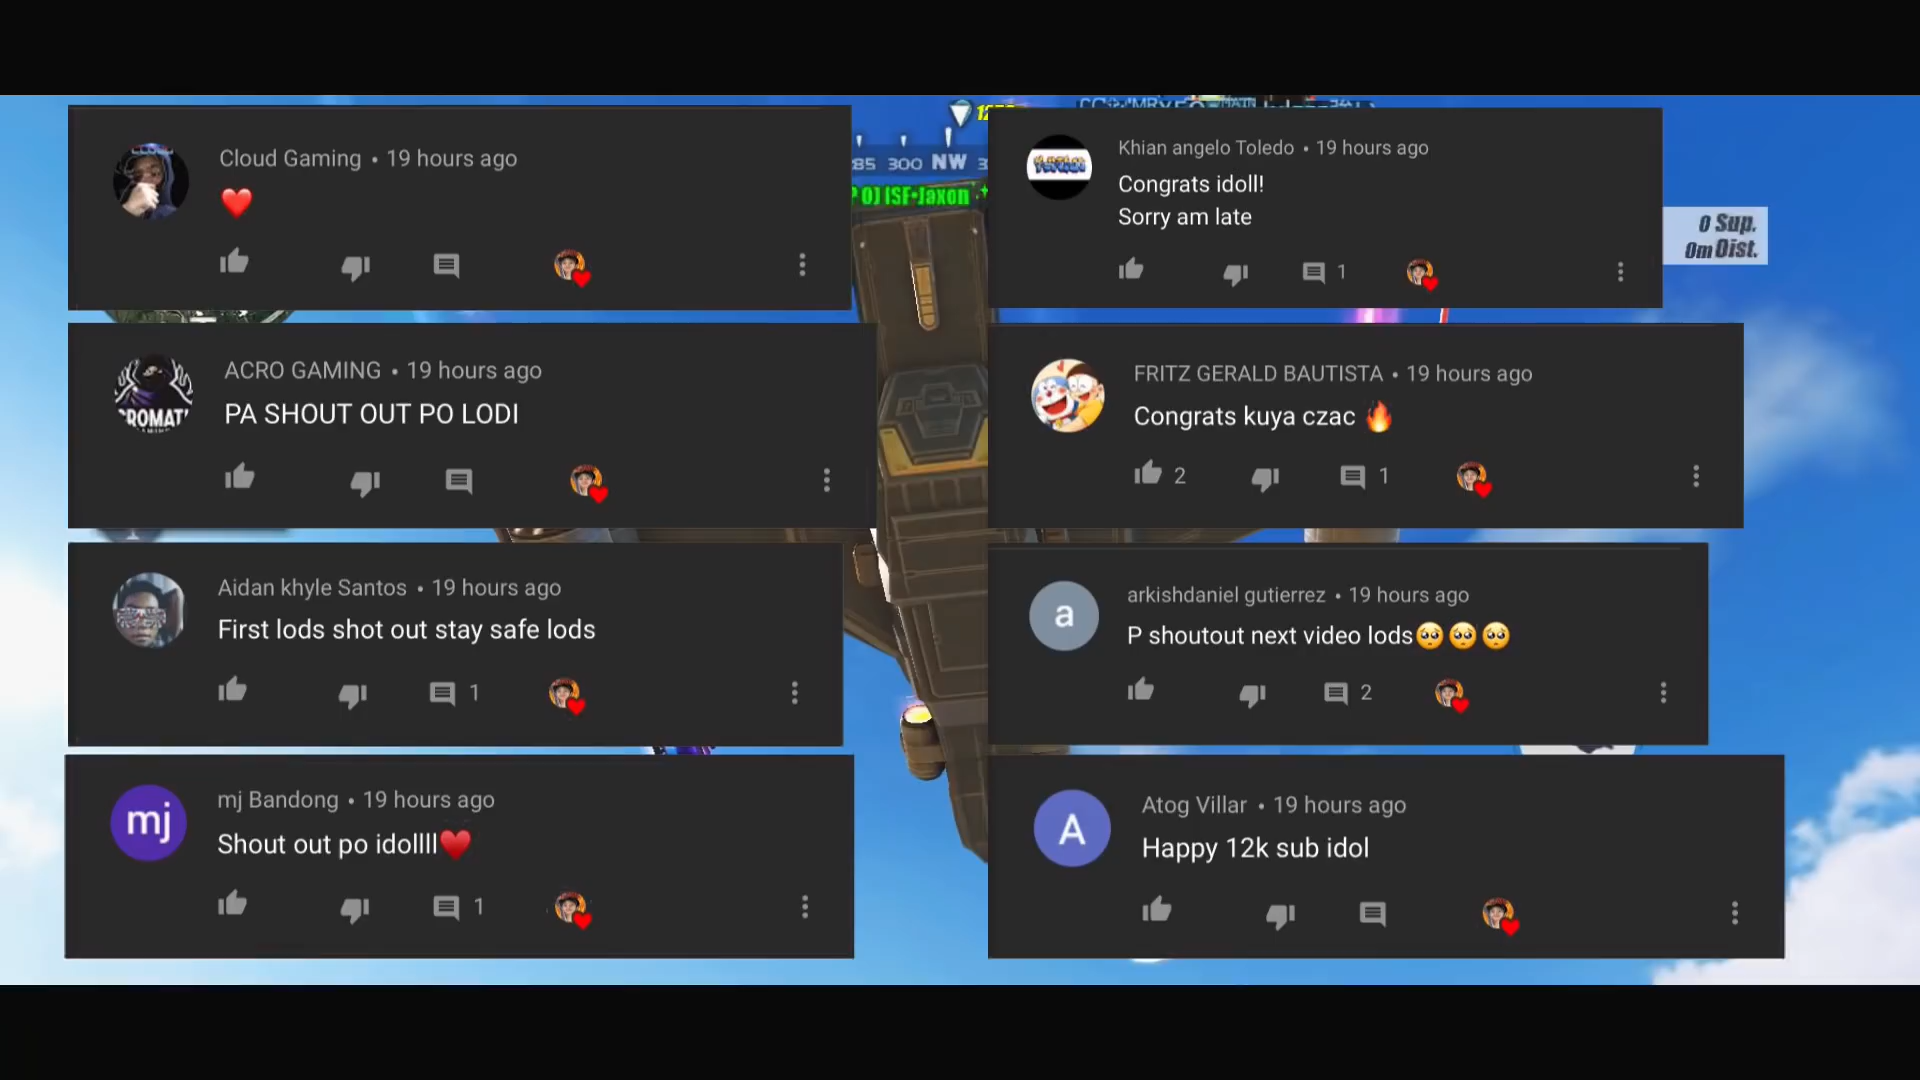 Cloud Gaming • 19 hours ago
❤️
ACRO GAMING • 19 hours ago
PA SHOUT OUT PO LODI
Aidan khyle Santos • 19 hours ago
First lods shot out stay safe lods
1
mj
mj Bandong • 19 hours ago
Shout out po idollll❤️
1
300 NW
0) ISF•Jaxon
Khian angelo Toledo • 19 hours ago
Congrats idoll!
Sorry am late
1
FRITZ GERALD BAUTISTA • 19 hours ago
Congrats kuya czac 🔥
2 1
a
arkishdaniel gutierrez • 19 hours ago
P shoutout next video lods🥺🥺🥺
2
A
Atog Villar • 19 hours ago
Happy 12k sub idol
0 Sup.
0m Dist.